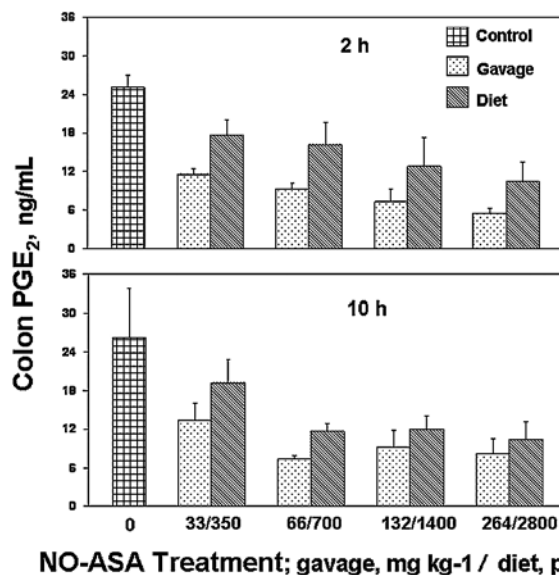 36
30
24
18
12
6
0
2 h
Control
Gavage
Diet
Colon PGE2, ng/mL
36
30
24
18
12
6
0
10 h
0 33/350 66/700 132/1400 264/2800
NO-ASA Treatment; gavage, mg kg-1 / diet, p